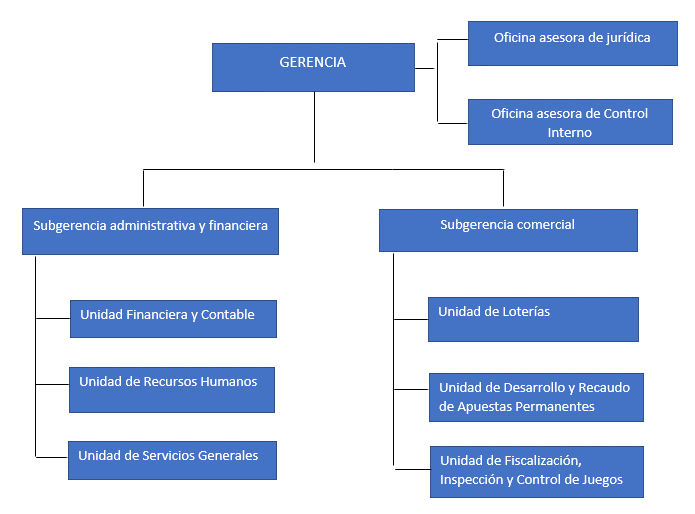 GERENCIA
Oficina asesora de jurídica
Oficina asesora de Control
Interno
Subgerencia administrativa y financiera
Subgerencia comercial
Unidad Financiera y Contable
Unidad de Recursos Humanos
Unidad de Servicios Generales
Unidad de Loterías
Unidad de Desarrollo y Recaudo
de Apuestas Permanentes
Unidad de Fiscalización,
Inspección y Control de Juegos